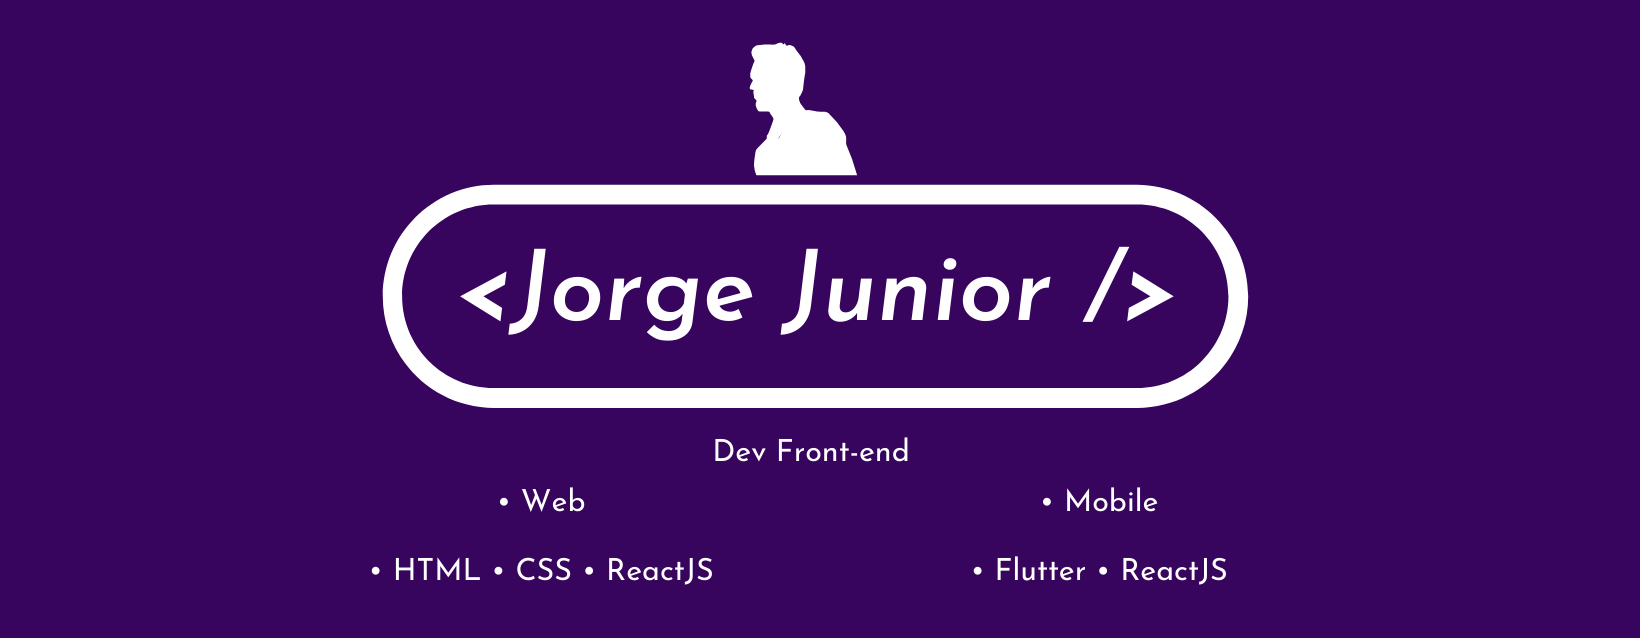 <Jorge Junior />
Dev Front-end
• Web • Mobile
• HTML • CSS • ReactJS • Flutter • ReactJS